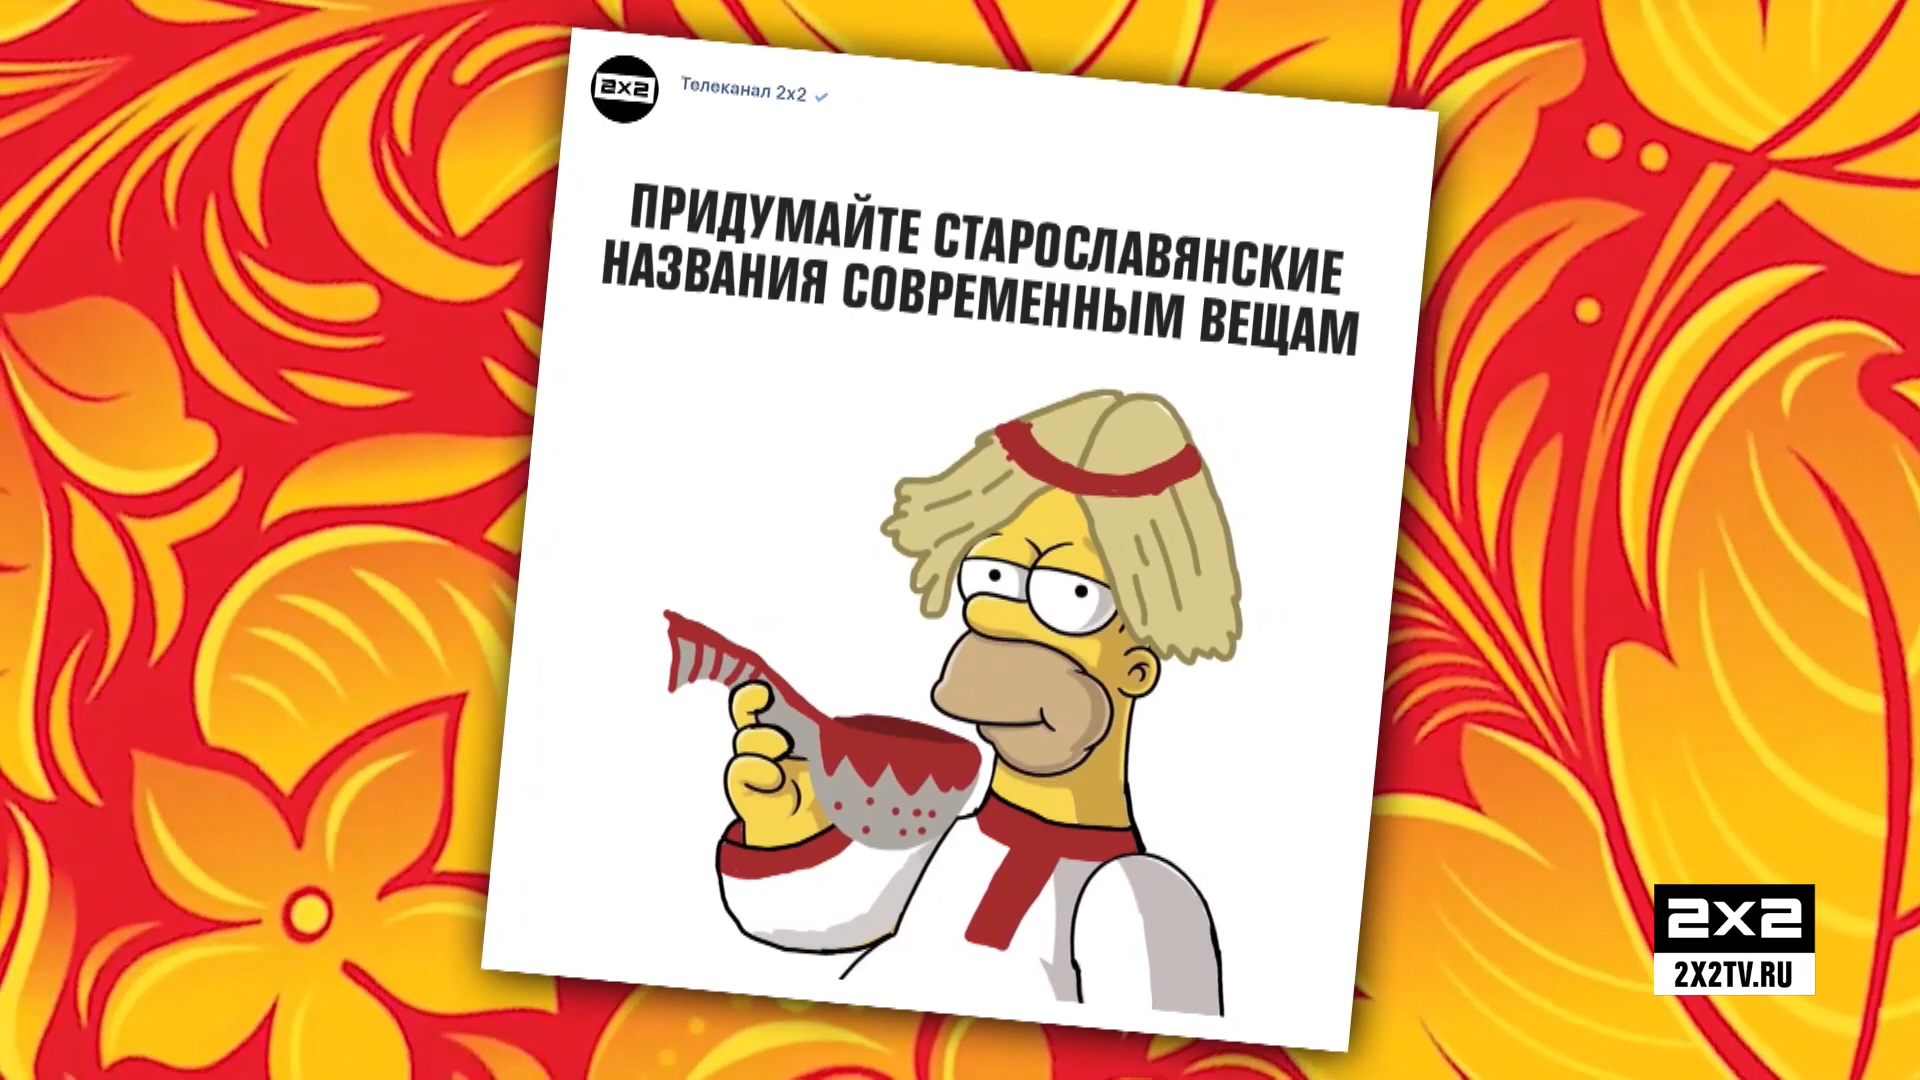 2x2
Телеканал 2x2
ПРИДУМАЙТЕ СТАРОСЛАВЯНСКИЕ
НАЗВАНИЯ СОВРЕМЕННЫМ ВЕЩАМ
2x2
2X2TV.RU